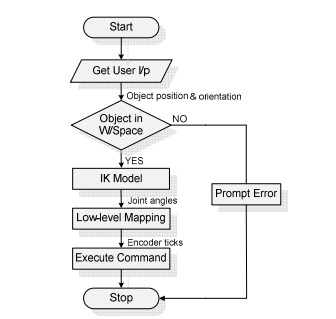 Start
Get User I/p
Object position & orientation
Object in
W/Space
NO
YES
IK Model
Prompt Error
Joint angles
Low-level Mapping
Encoder ticks
Execute Command
Stop